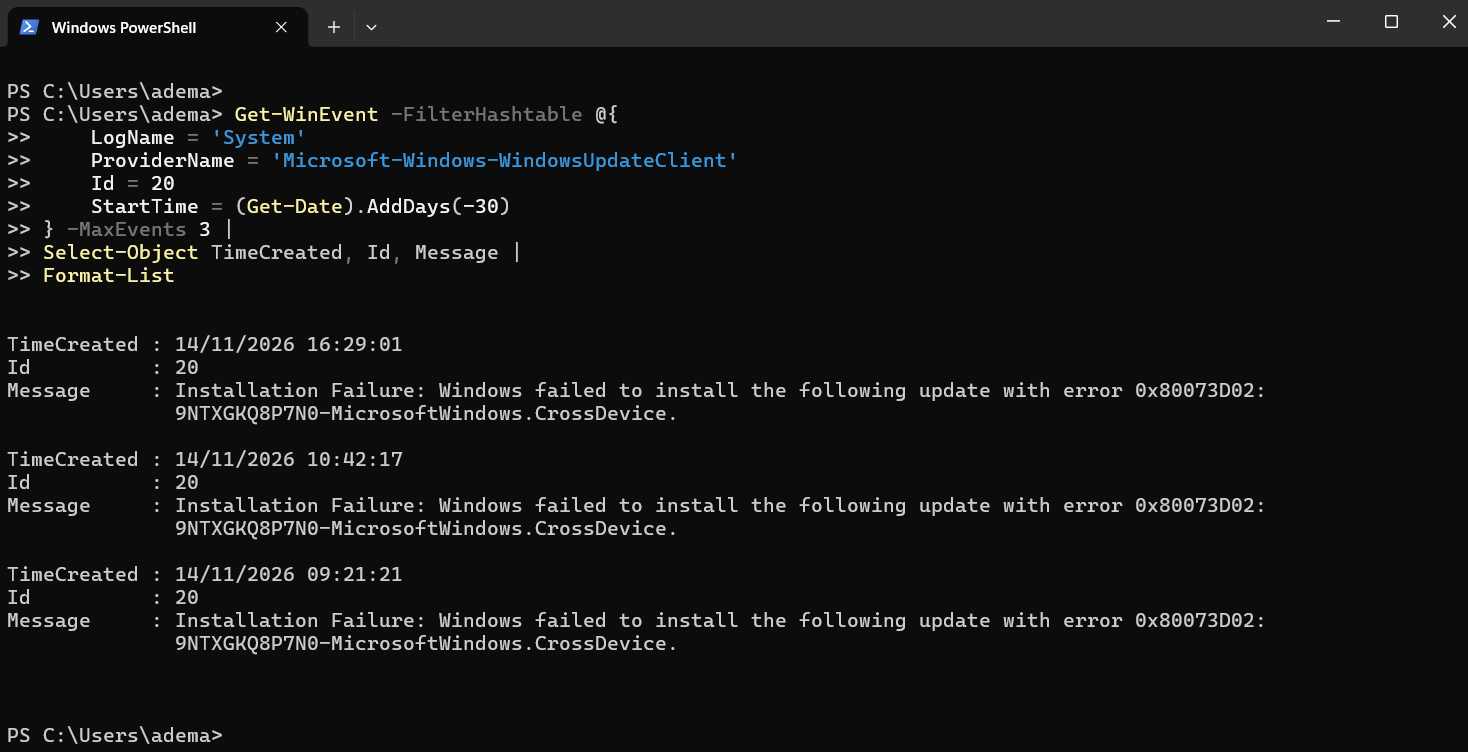 Windows PowerShell
PS C:\Users\adema>
PS C:\Users\adema> Get-WinEvent -FilterHashtable @{
>>     LogName = 'System'
>>     ProviderName = 'Microsoft-Windows-WindowsUpdateClient'
>>     Id = 20
>>     StartTime = (Get-Date).AddDays(-30)
>> } -MaxEvents 3 |
>> Select-Object TimeCreated, Id, Message |
>> Format-List
TimeCreated : 14/11/2026 16:29:01
Id          : 20
Message     : Installation Failure: Windows failed to install the following update with error 0x80073D02:
              9NTXGKQ8P7N0-MicrosoftWindows.CrossDevice.
TimeCreated : 14/11/2026 10:42:17
Id          : 20
Message     : Installation Failure: Windows failed to install the following update with error 0x80073D02:
              9NTXGKQ8P7N0-MicrosoftWindows.CrossDevice.
TimeCreated : 14/11/2026 09:21:21
Id          : 20
Message     : Installation Failure: Windows failed to install the following update with error 0x80073D02:
              9NTXGKQ8P7N0-MicrosoftWindows.CrossDevice.
PS C:\Users\adema>